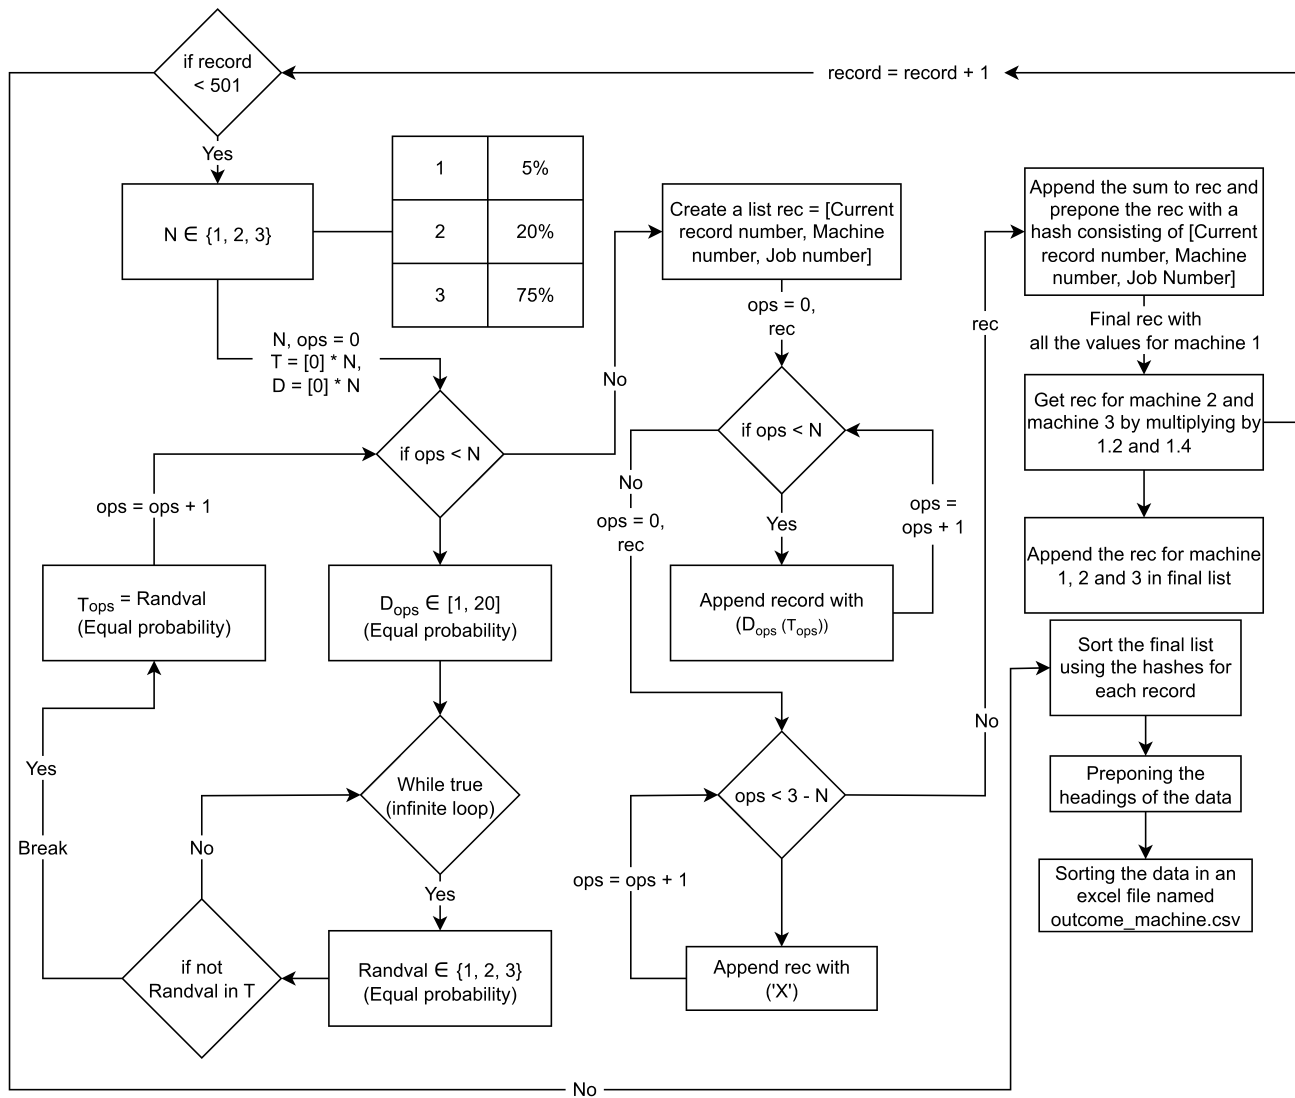 if record
< 501
record = record + 1
Yes
N ∈ {1, 2, 3}
1 5%
2 20%
3 75%
N, ops = 0
T = [0] * N,
D = [0] * N
if ops < N
No
ops = ops + 1
Tops = Randval
(Equal probability)
Dops ∈ [1, 20]
(Equal probability)
While true
(infinite loop)
Yes
Randval ∈ {1, 2, 3}
(Equal probability)
if not
Randval in T
No
Yes
Break
Create a list rec = [Current
record number, Machine
number, Job number]
ops = 0,
rec
if ops < N
No
ops = 0,
rec
Yes
ops =
ops + 1
Append record with
(Dops (Tops))
ops < 3 - N
ops = ops + 1
Append rec with
('X')
No
rec
Append the sum to rec and
prepone the rec with a
hash consisting of [Current
record number, Machine
number, Job Number]
Final rec with
all the values for machine 1
Get rec for machine 2 and
machine 3 by multiplying by
1.2 and 1.4
Append the rec for machine
1, 2 and 3 in final list
Sort the final list
using the hashes for
each record
Preponing the
headings of the data
Sorting the data in an
excel file named
outcome_machine.csv
No